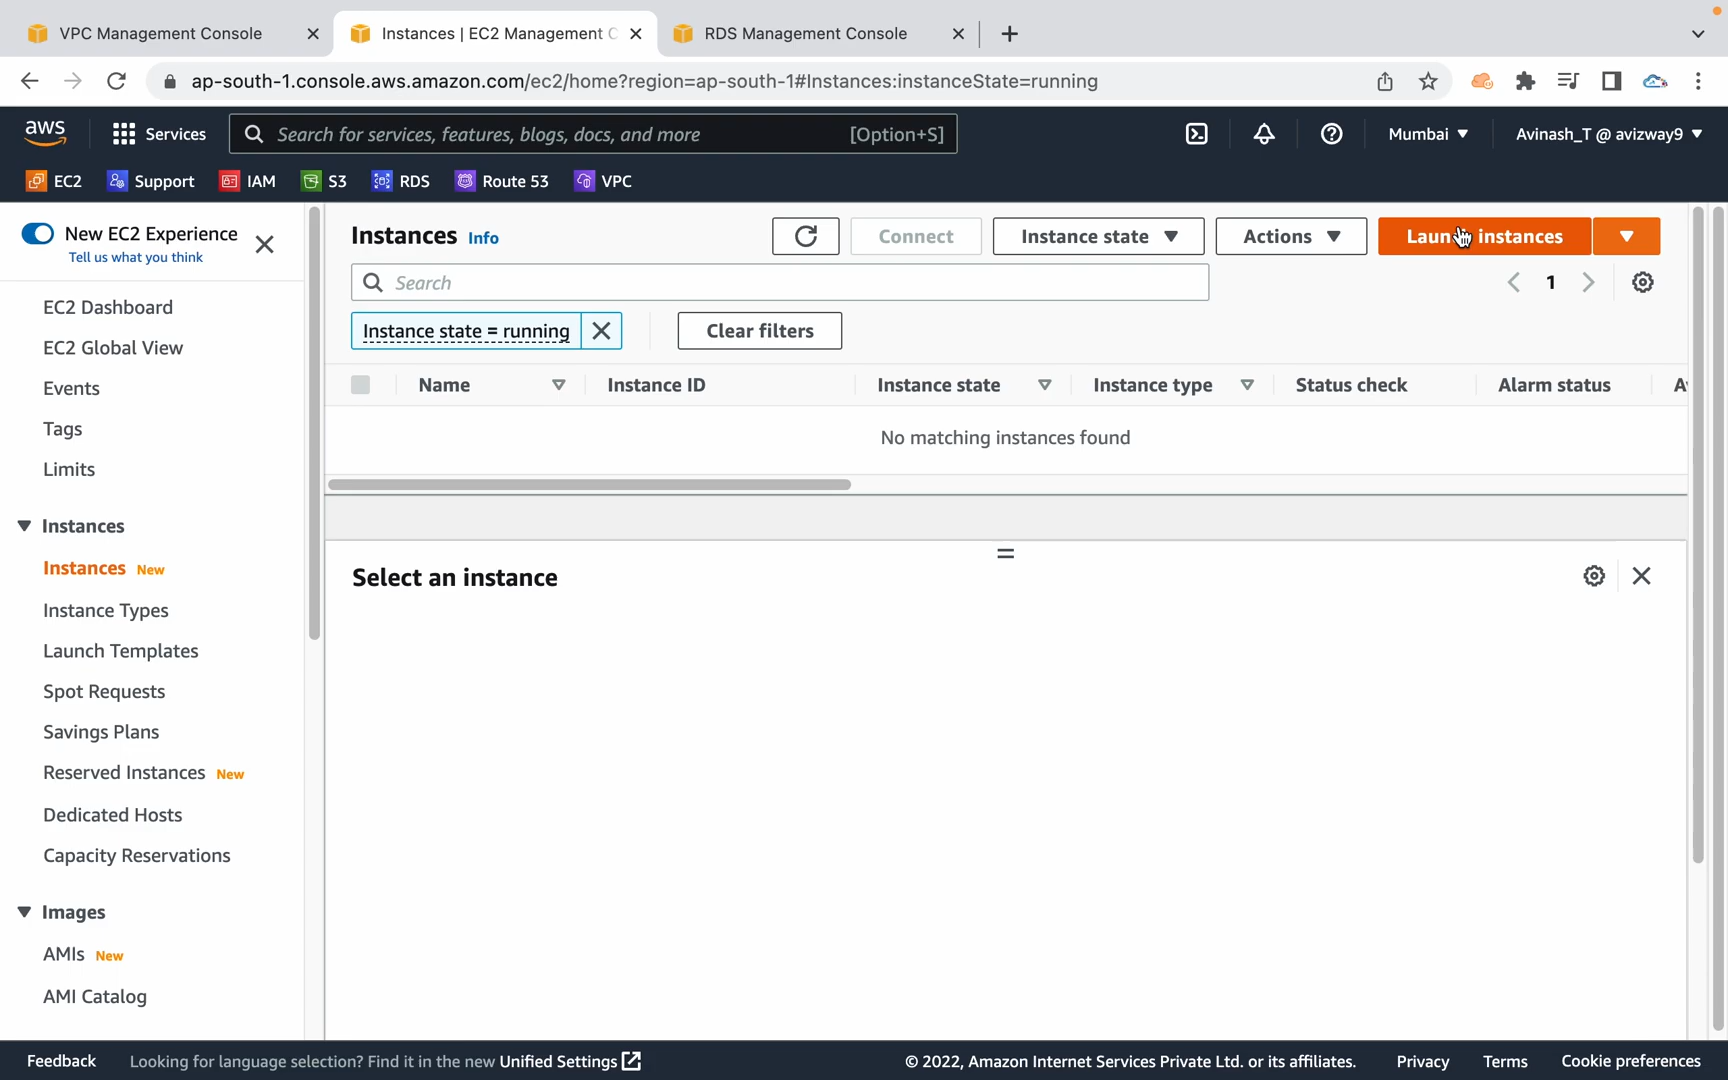 VPC Management Console
Instances | EC2 Management C
RDS Management Console
ap-south-1.console.aws.amazon.com/ec2/home?region=ap-south-1#Instances:instanceState=running
aws
Services
Search for services, features, blogs, docs, and more
[Option+S]
Mumbai
Avinash_T @ avizway9
EC2
Support
IAM
S3
RDS
Route 53
VPC
New EC2 Experience
Tell us what you think
EC2 Dashboard
EC2 Global View
Events
Tags
Limits
Instances
Instances New
Instance Types
Launch Templates
Spot Requests
Savings Plans
Reserved Instances New
Dedicated Hosts
Capacity Reservations
Images
AMIs New
AMI Catalog
Instances Info
Connect
Instance state
Actions
Launch instances
Search
1
Instance state = running
Clear filters
Name
Instance ID
Instance state
Instance type
Status check
Alarm status
No matching instances found
Select an instance
Feedback
Looking for language selection? Find it in the new Unified Settings
© 2022, Amazon Internet Services Private Ltd. or its affiliates.
Privacy
Terms
Cookie preferences